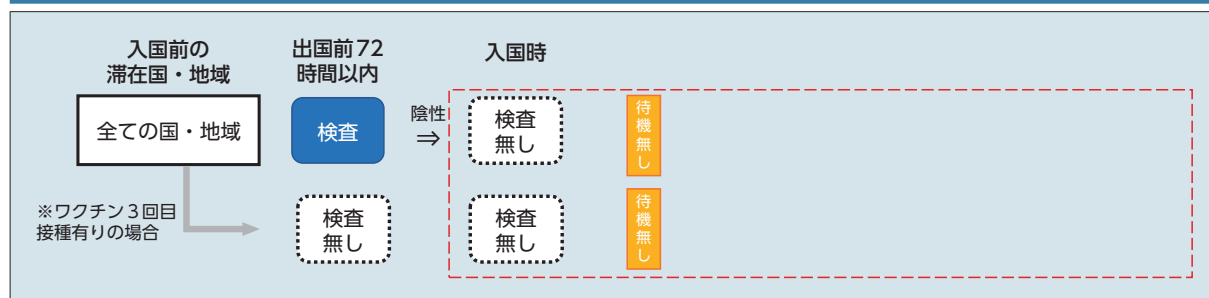 入国前の
滞在国・地域
出国前72
時間以内
入国時
全ての国・地域
検査
陰性
⇒
検査
無し
待機無し
※ワクチン3回目
接種有りの場合
検査
無し
検査
無し
待機無し